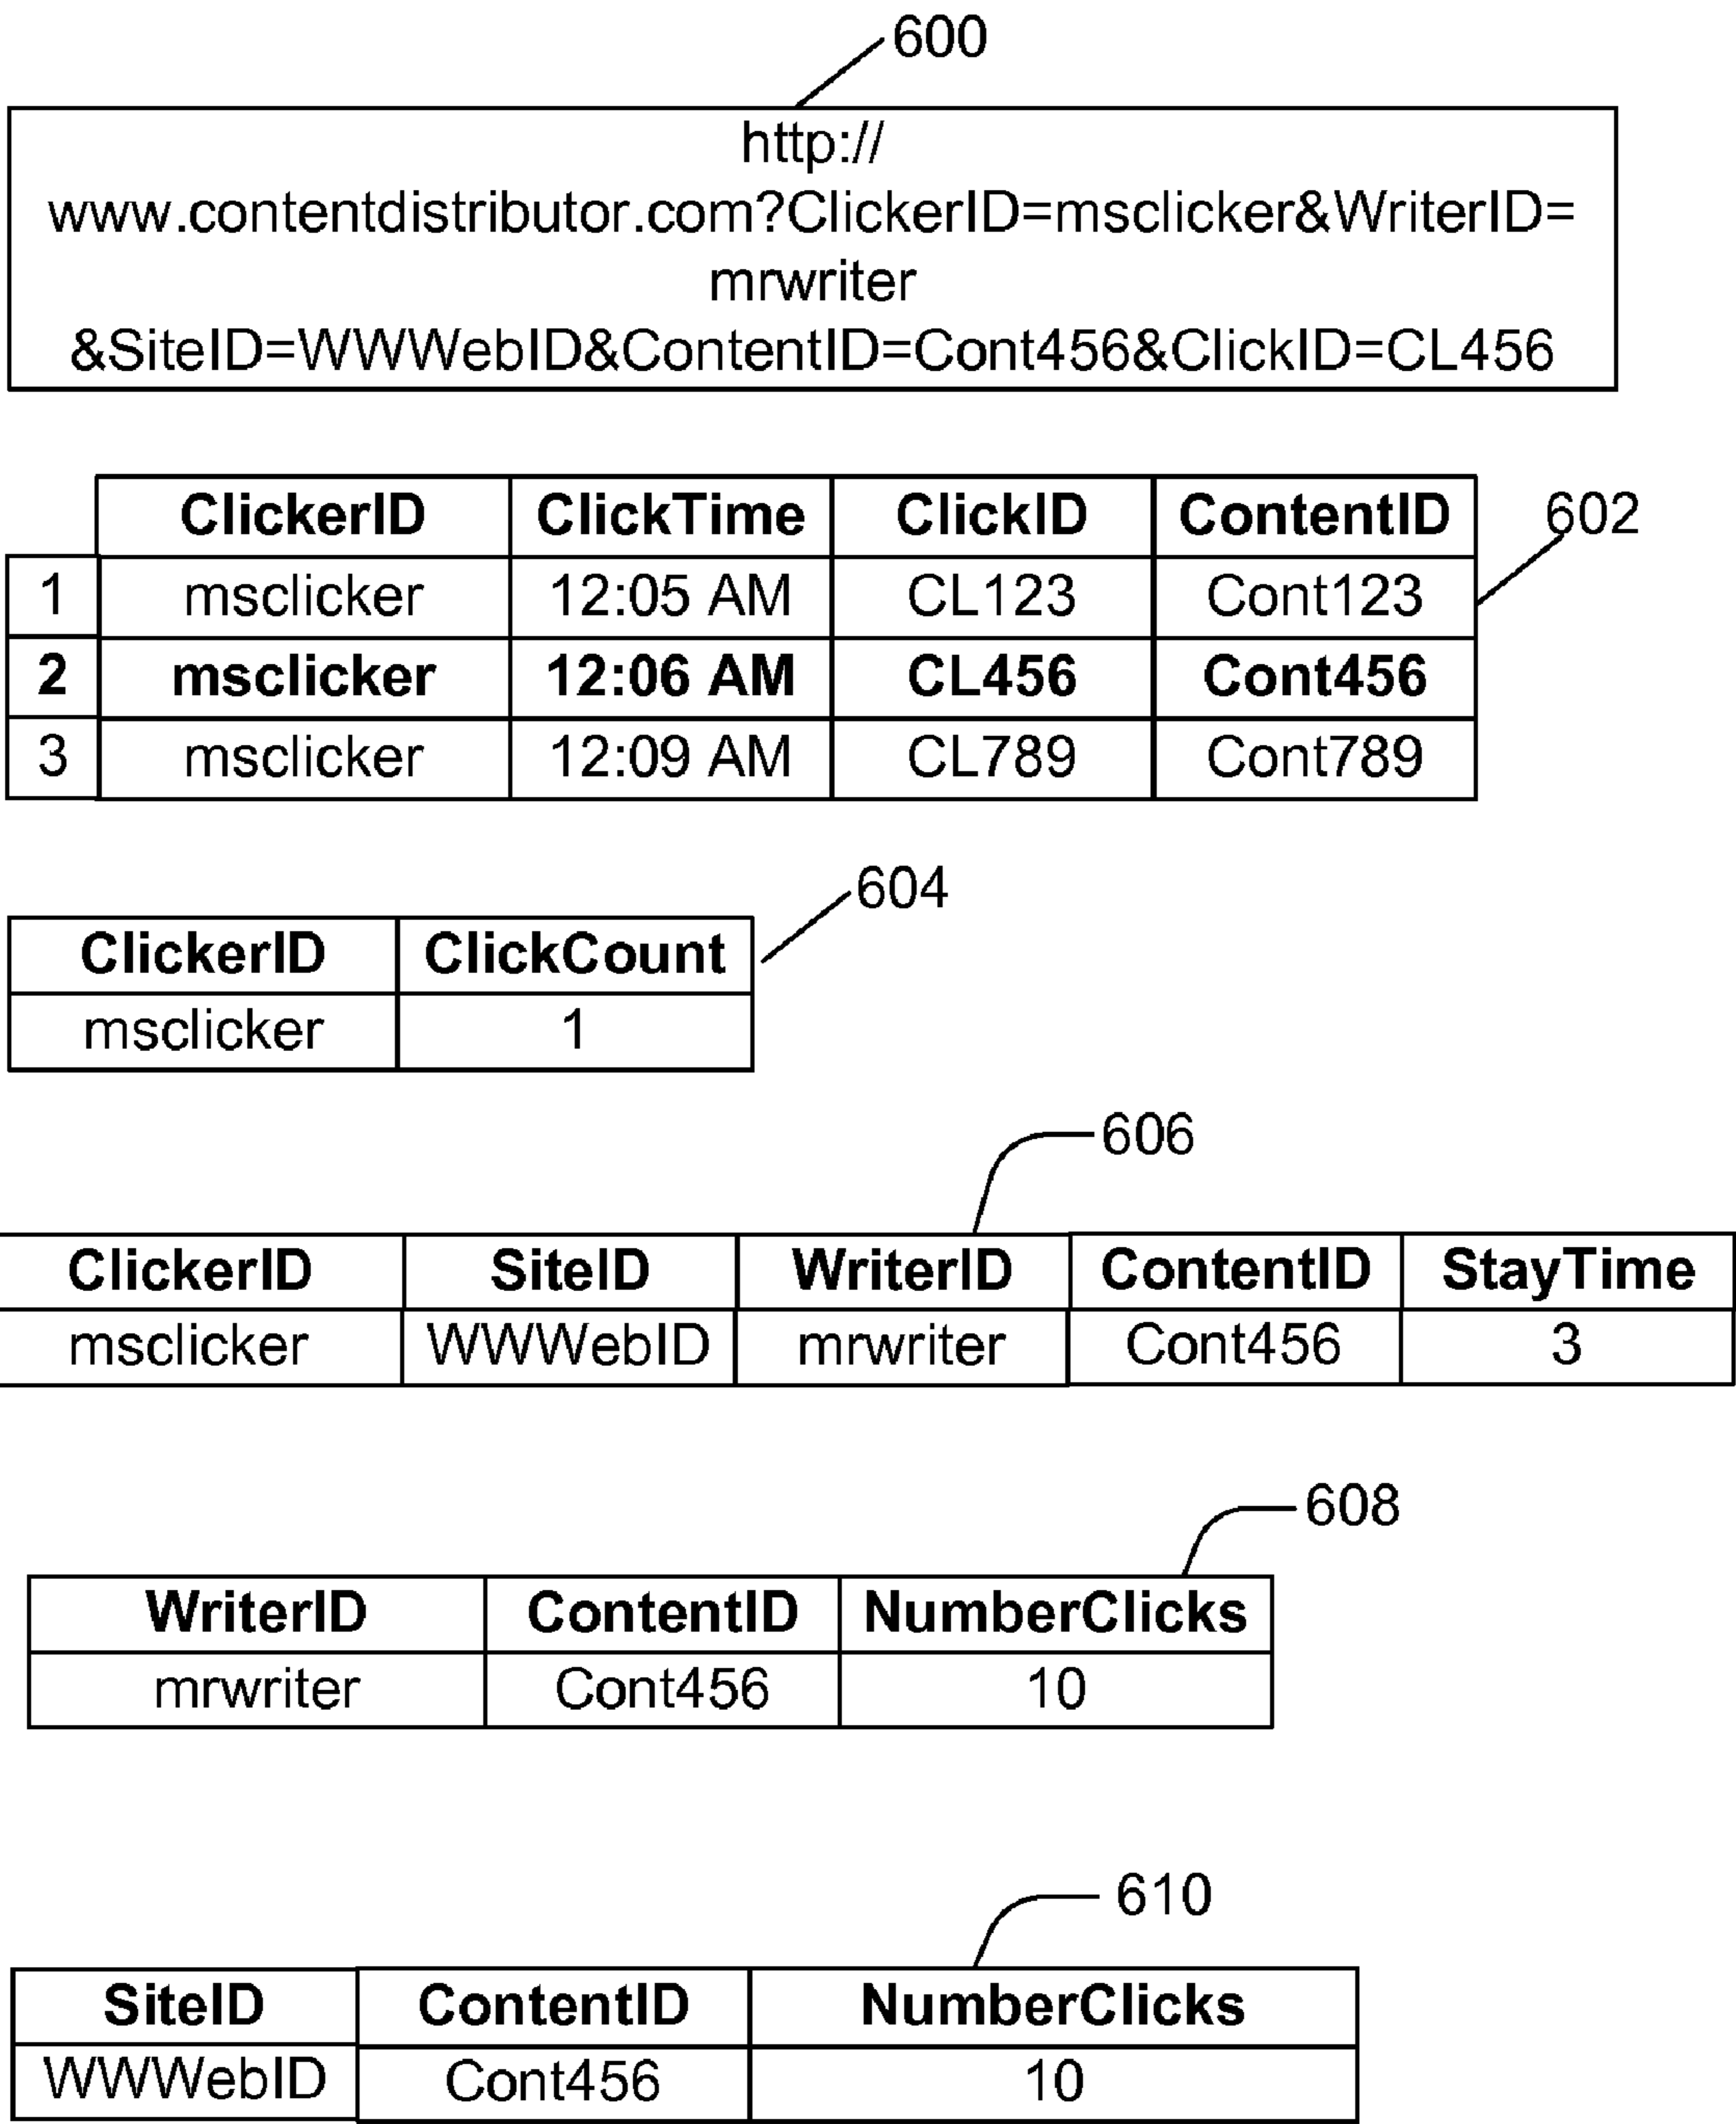 600
http://
www.contentdistributor.com?ClickerID=msclicker&WriterID=
mrwriter
&SiteID=WWWebID&ContentID=Cont456&ClickID=CL456
ClickerID ClickTime ClickID ContentID
602
1 msclicker 12:05 AM CL123 Cont123
2 msclicker 12:06 AM CL456 Cont456
3 msclicker 12:09 AM CL789 Cont789
604
ClickerID ClickCount
msclicker 1
606
ClickerID SiteID WriterID ContentID StayTime
msclicker WWWebID mrwriter Cont456 3
608
WriterID ContentID NumberClicks
mrwriter Cont456 10
610
SiteID ContentID NumberClicks
WWWebID Cont456 10